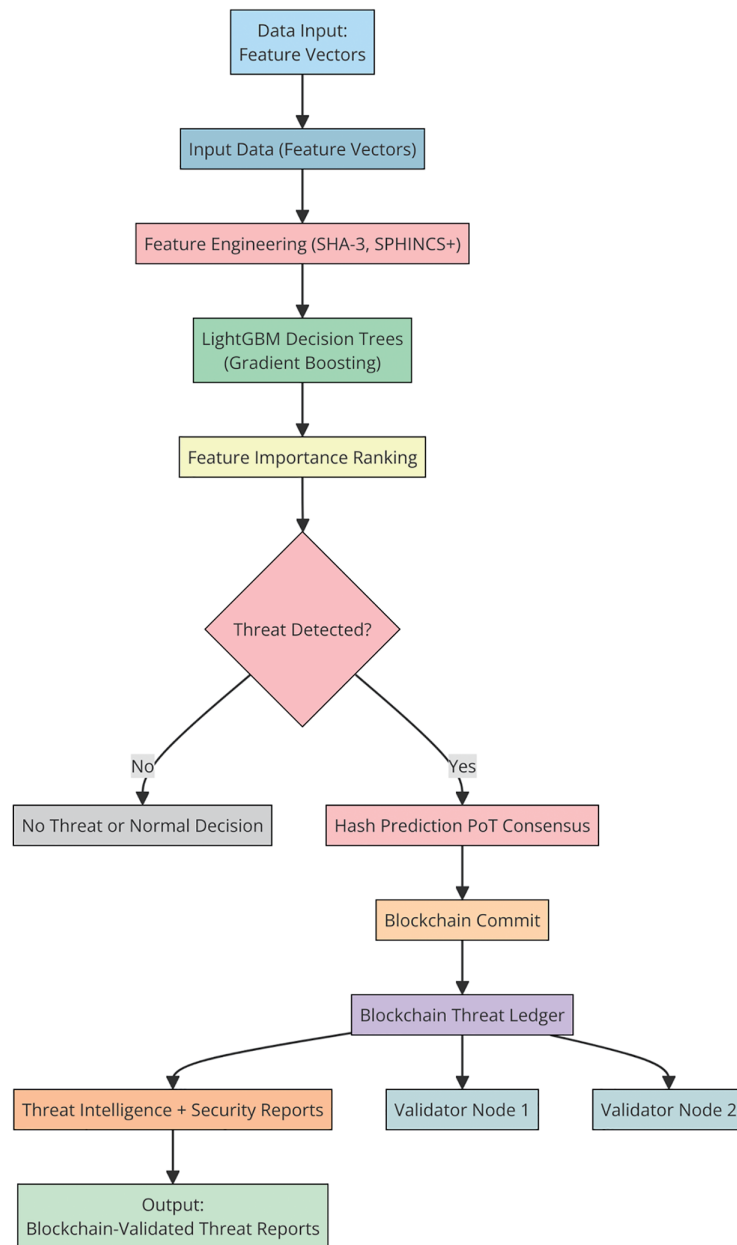 Data Input:
Feature Vectors
Input Data (Feature Vectors)
Feature Engineering (SHA-3, SPHINCS+)
LightGBM Decision Trees
(Gradient Boosting)
Feature Importance Ranking
Threat Detected?
No
Yes
No Threat or Normal Decision
Hash Prediction PoT Consensus
Blockchain Commit
Blockchain Threat Ledger
Threat Intelligence + Security Reports
Validator Node 1
Validator Node 2
Output:
Blockchain-Validated Threat Reports